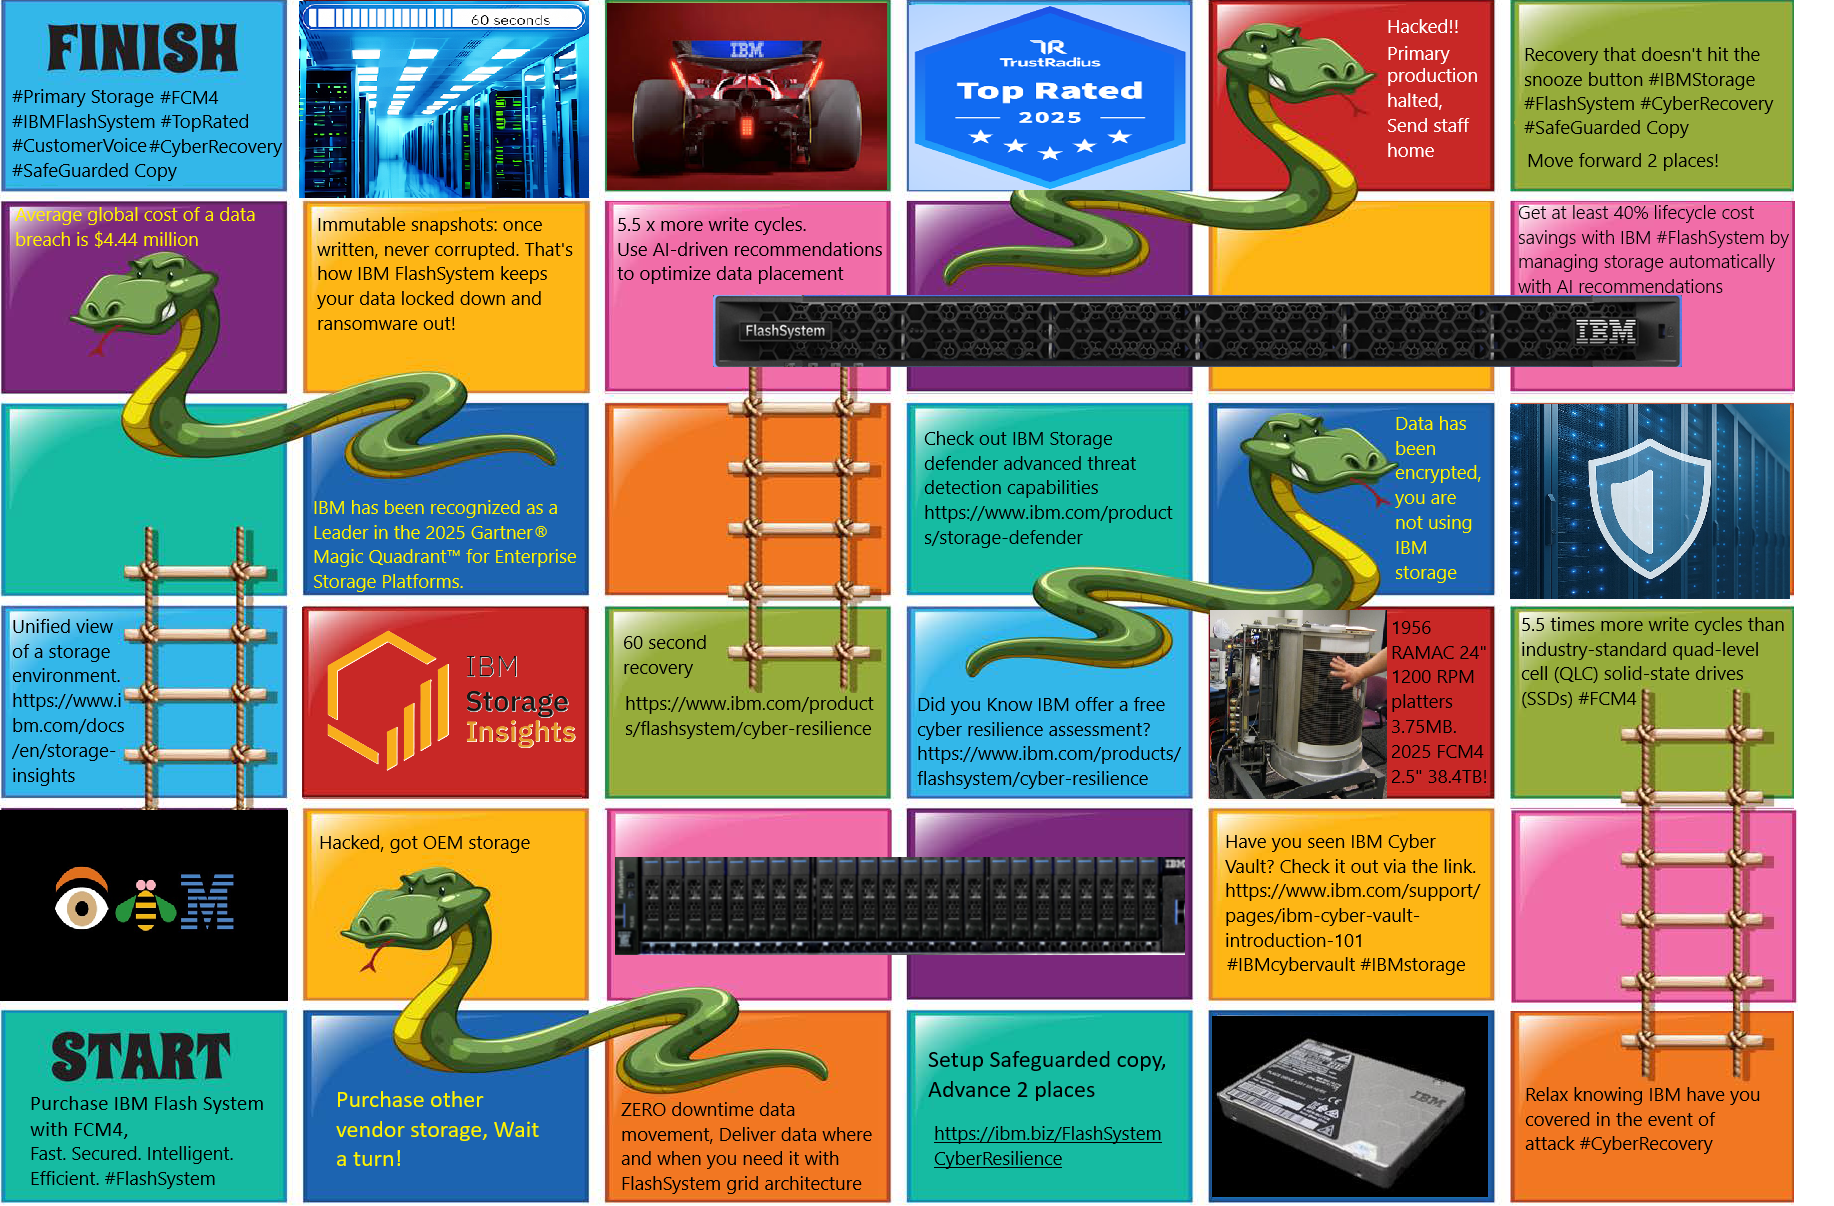 FINISH
#Primary Storage #FCM4
#IBMFlashSystem #TopRated
#CustomerVoice #CyberRecovery
#SafeGuarded Copy
60 seconds
IBM
TR
TrustRadius
Top Rated
2025
Hacked!!
Primary
production
halted,
Send staff
home
Recovery that doesn't hit the
snooze button #IBMStorage
#FlashSystem #CyberRecovery
#SafeGuarded Copy
Move forward 2 places!
Average global cost of a data
breach is $4.44 million
Immutable snapshots: once
written, never corrupted. That's
how IBM FlashSystem keeps
your data locked down and
ransomware out!
5.5 x more write cycles.
Use AI-driven recommendations
to optimize data placement
Get at least 40% lifecycle cost
savings with IBM #FlashSystem by
managing storage automatically
with AI recommendations
FlashSystem
IBM
IBM has been recognized as a
Leader in the 2025 Gartner®
Magic Quadrant™ for Enterprise
Storage Platforms.
Check out IBM Storage
defender advanced threat
detection capabilities
https://www.ibm.com/product
s/storage-defender
Data has
been
encrypted,
you are
not using
IBM
storage
Unified view
of a storage
environment.
https://www.i
bm.com/docs
/en/storage-
insights
IBM
Storage
Insights
60 second
recovery
https://www.ibm.com/product
s/flashsystem/cyber-resilience
Did you Know IBM offer a free
cyber resilience assessment?
https://www.ibm.com/products/
flashsystem/cyber-resilience
1956
RAMAC 24"
1200 RPM
platters
3.75MB.
2025 FCM4
2.5" 38.4TB!
5.5 times more write cycles than
industry-standard quad-level
cell (QLC) solid-state drives
(SSDs) #FCM4
M
Hacked, got OEM storage
FlashSystem
IBM
Have you seen IBM Cyber
Vault? Check it out via the link.
https://www.ibm.com/support/
pages/ibm-cyber-vault-
introduction-101
#IBMcybervault #IBMstorage
START
Purchase IBM Flash System
with FCM4,
Fast. Secured. Intelligent.
Efficient. #FlashSystem
Purchase other
vendor storage, Wait
a turn!
ZERO downtime data
movement, Deliver data where
and when you need it with
FlashSystem grid architecture
Setup Safeguarded copy,
Advance 2 places
https://ibm.biz/FlashSystem
CyberResilience
IBM
Relax knowing IBM have you
covered in the event of
attack #CyberRecovery